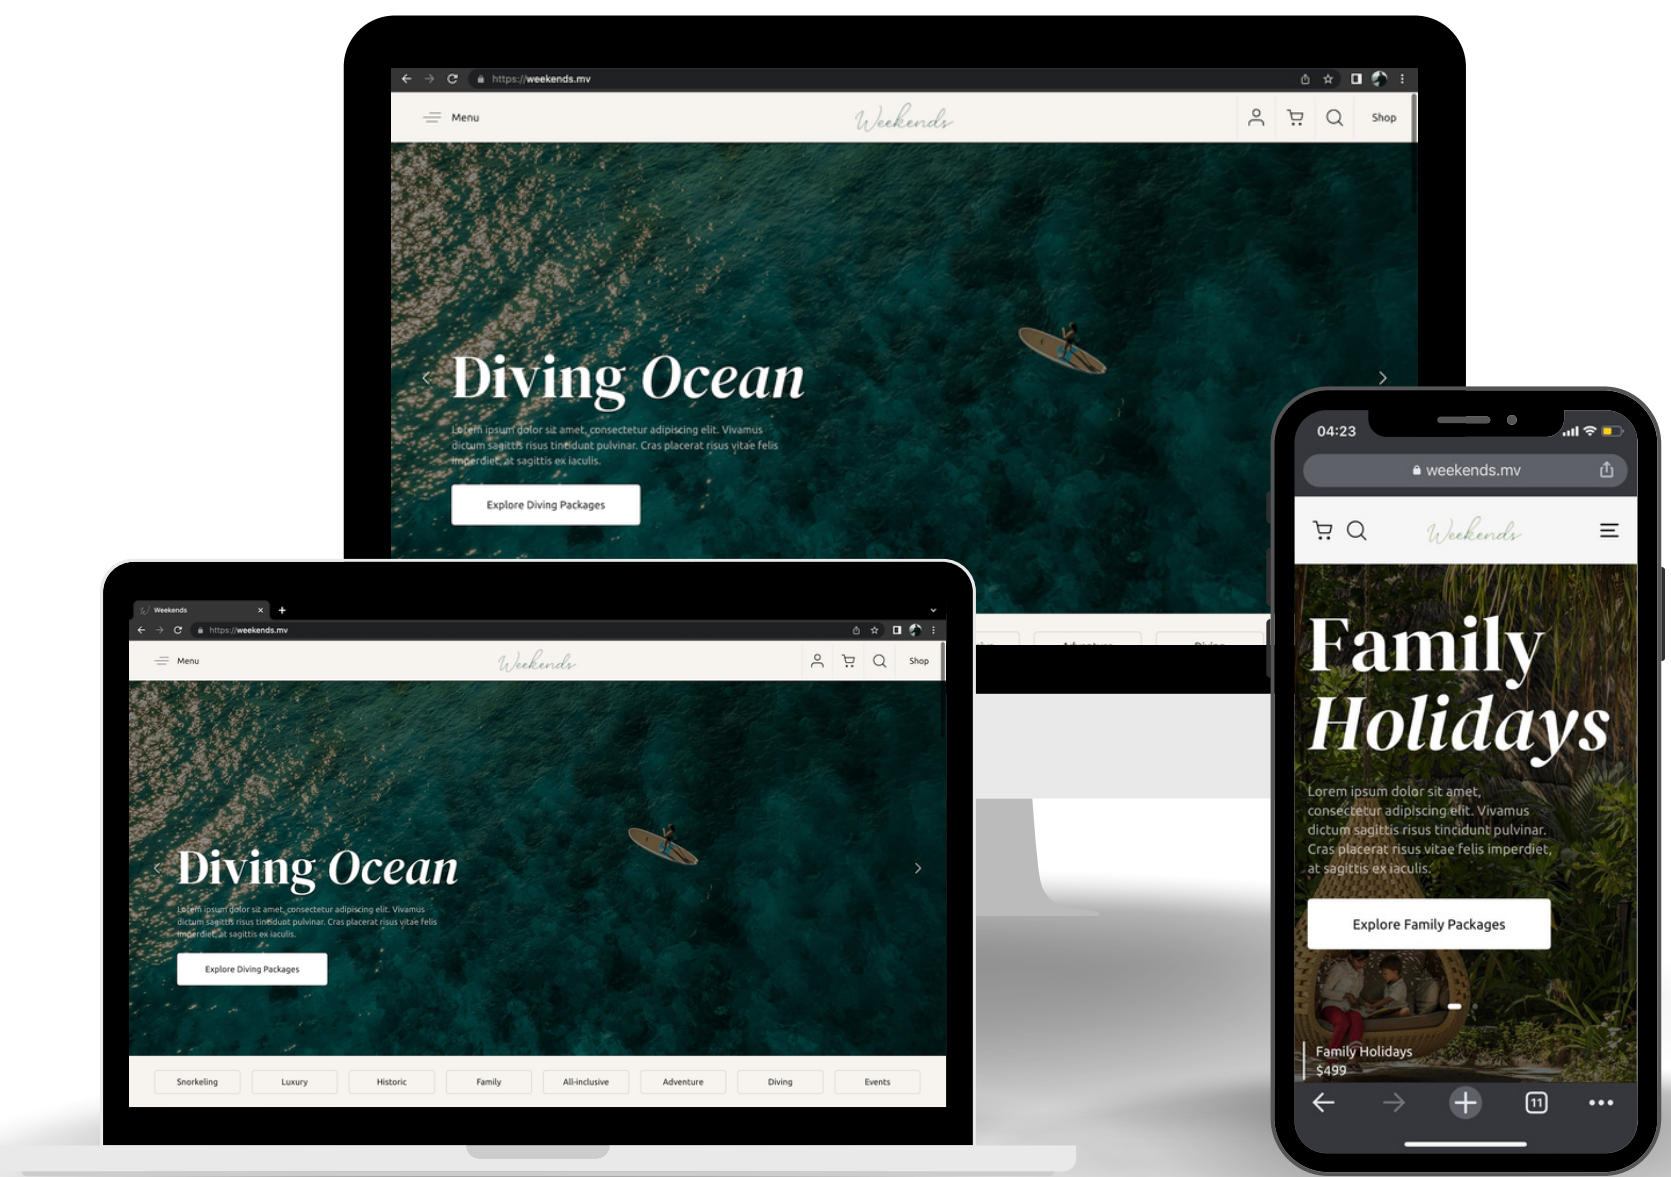 https://weekends.mv
Menu
Weekends
Shop
Diving Ocean
Lorem ipsum dolor sit amet, consectetur adipiscing elit. Vivamus
dictum sagittis risus tincidunt pulvinar. Cras placerat risus vitae felis
imperdiet, at sagittis ex iaculis.
Explore Diving Packages
Adventure
Diving
Weekends
https://weekends.mv
Menu
Weekends
Shop
Diving Ocean
Lorem ipsum dolor sit amet, consectetur adipiscing elit. Vivamus
dictum sagittis risus tincidunt pulvinar. Cras placerat risus vitae felis
imperdiet, at sagittis ex iaculis.
Explore Diving Packages
Snorkeling
Luxury
Historic
Family
All-inclusive
Adventure
Diving
Events
04:23
weekends.mv
Weekends
Family
Holidays
Lorem ipsum dolor sit amet,
consectetur adipiscing elit. Vivamus
dictum sagittis risus tincidunt pulvinar.
Cras placerat risus vitae felis imperdiet,
at sagittis ex iaculis.
Explore Family Packages
Family Holidays
$499
11